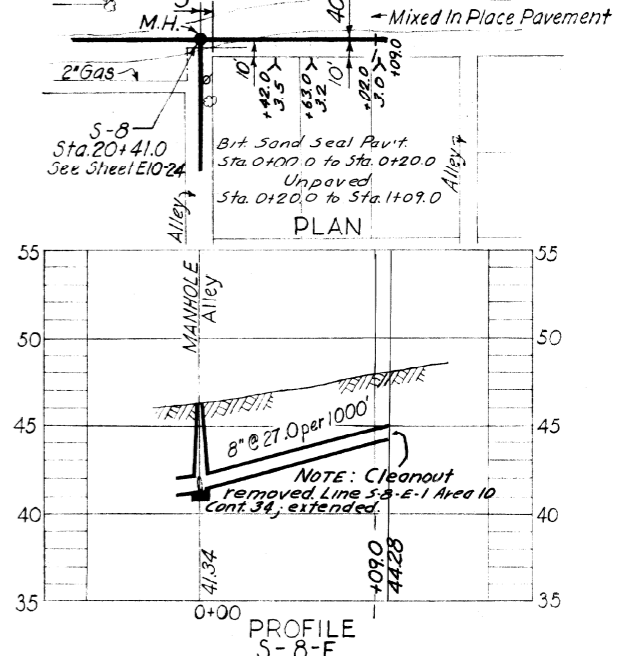 40
Mixed In Place Pavement
M.H.
2" Gas
10'
+42.0
3.5
+63.0
3.2
10'
+02.0
3.0
+09.0
S-8
Sta. 20+41.0
See Sheet E10-24
Bit. Sand Seal Pav't.
Sta. 0+00.0 to Sta. 0+20.0
Unpaved
Sta. 0+20.0 to Sta. 1+09.0
Alley
Alley
PLAN
55
55
MANHOLE
Alley
50
50
45
45
8" @ 27.0 per 1000'
NOTE: Cleanout
removed. Line S-8-E-1 Area 10
Cont. 34, extended.
40
40
41.34
+09.0
44.28
35
35
0+00
1
PROFILE
S-8-E